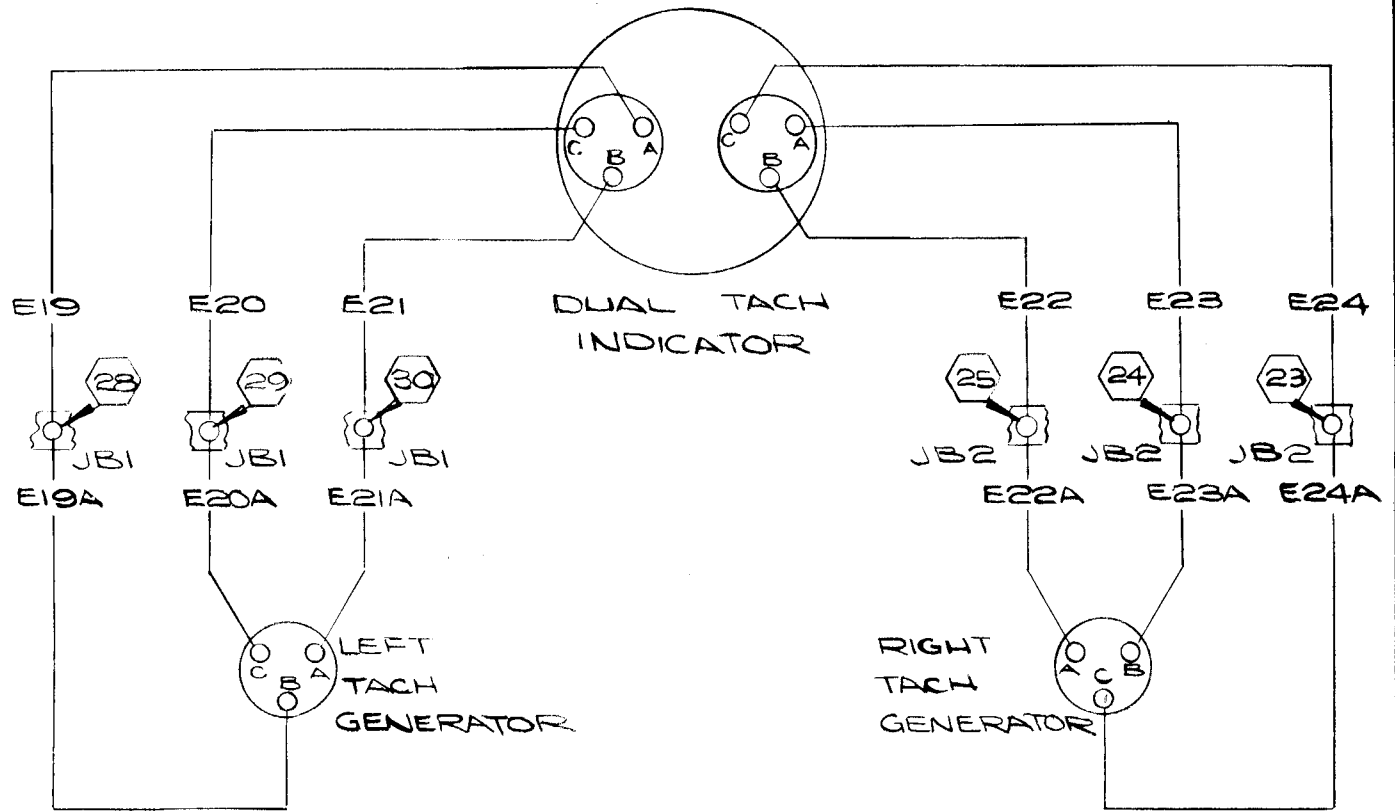 C A C A
B B
E19 E20 E21 DUAL TACH E22 E23 E24
INDICATOR
28 29 30 25 24 23
JB1 JB1 JB1 JB2 JB2 JB2
E19A E20A E21A E22A E23A E24A
C A LEFT
B TACH
GENERATOR
RIGHT A B
TACH C
GENERATOR